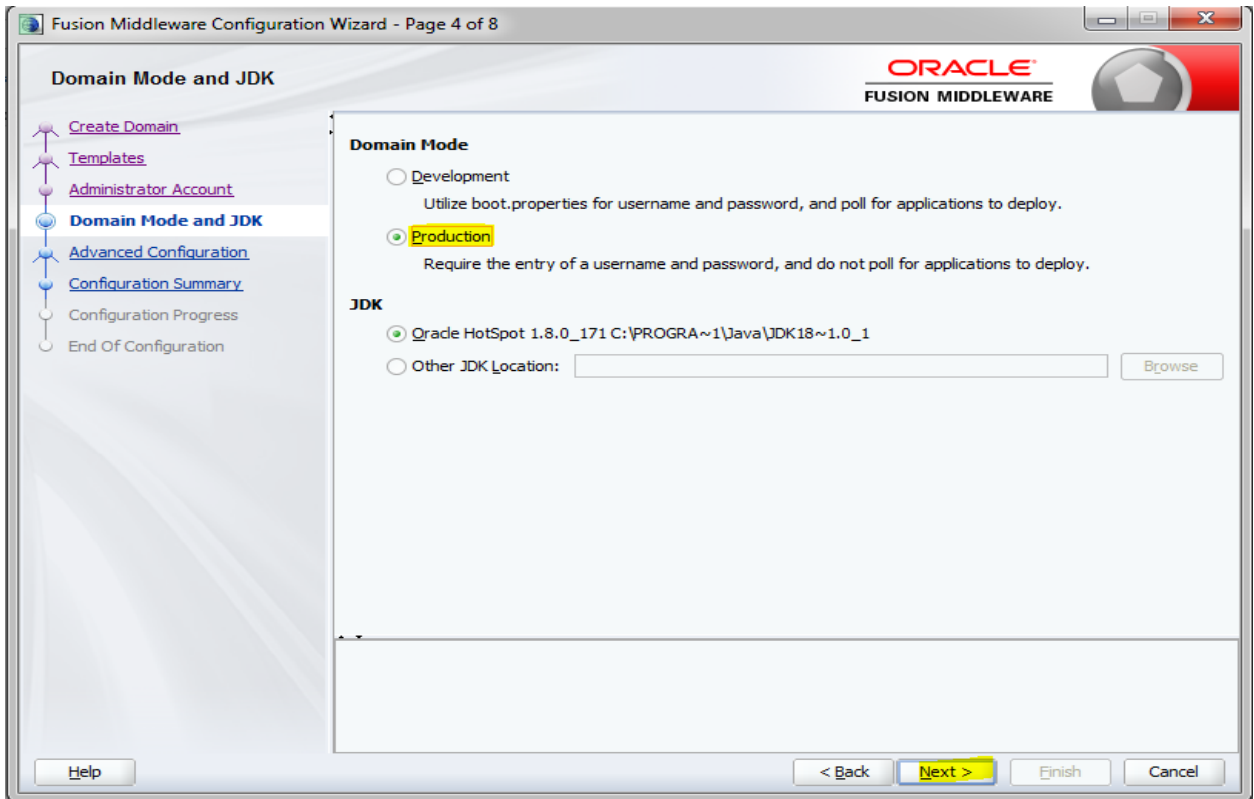 Fusion Middleware Configuration Wizard - Page 4 of 8
Domain Mode and JDK
ORACLE
FUSION MIDDLEWARE
Create Domain
Templates
Administrator Account
Domain Mode and JDK
Advanced Configuration
Configuration Summary
Configuration Progress
End Of Configuration
Domain Mode
Development
Utilize boot.properties for username and password, and poll for applications to deploy.
Production
Require the entry of a username and password, and do not poll for applications to deploy.
JDK
Oracle HotSpot 1.8.0_171 C:\PROGRA~1\Java\JDK18~1.0_1
Other JDK Location:
Browse
Help
< Back
Next >
Finish
Cancel